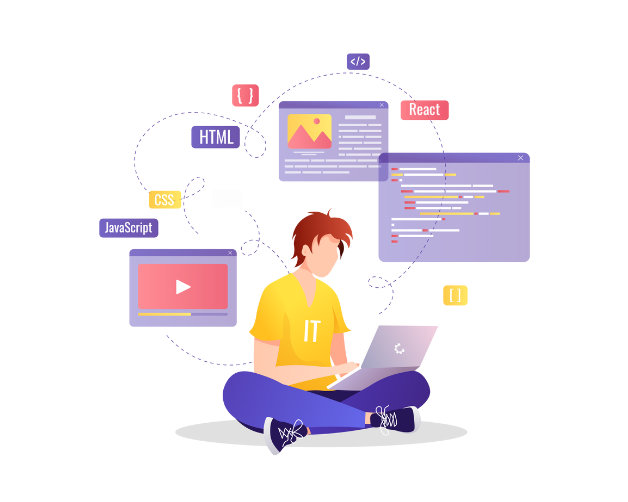 </>
{ }
React
HTML
CSS
JavaScript
[ ]
IT